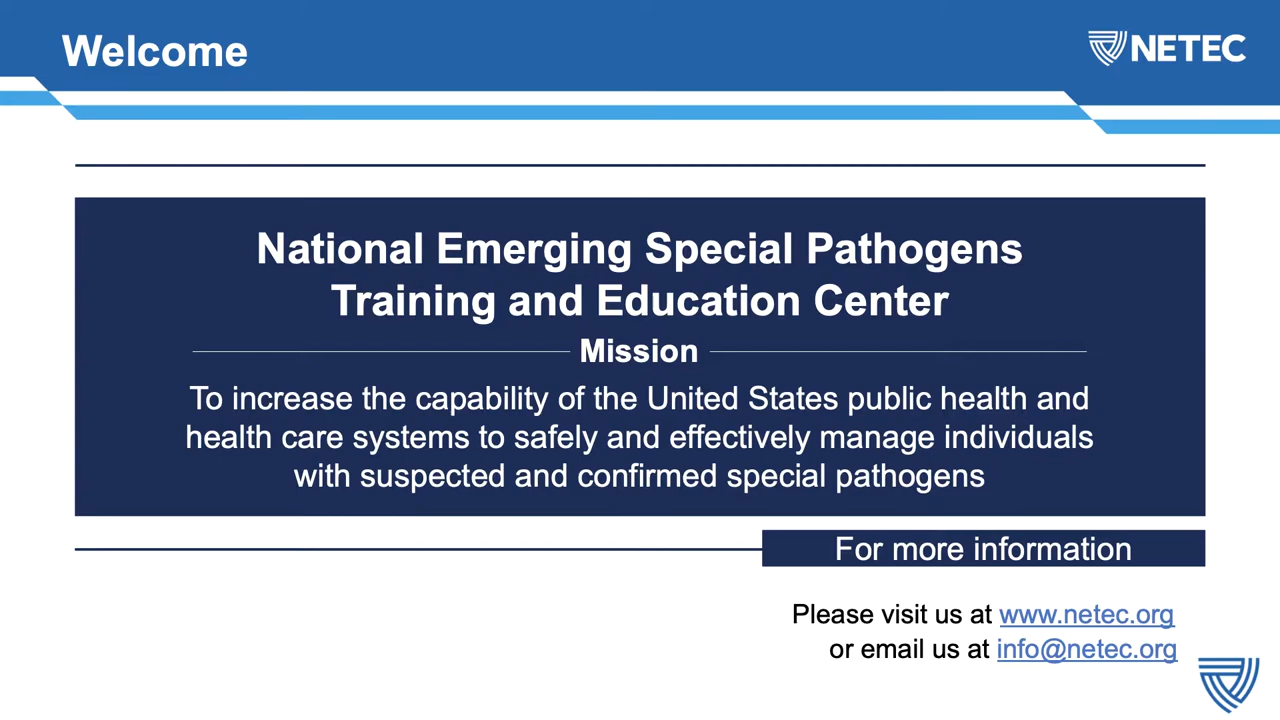 Welcome
NETEC
National Emerging Special Pathogens
Training and Education Center
Mission
To increase the capability of the United States public health and
health care systems to safely and effectively manage individuals
with suspected and confirmed special pathogens
For more information
Please visit us at www.netec.org
or email us at info@netec.org